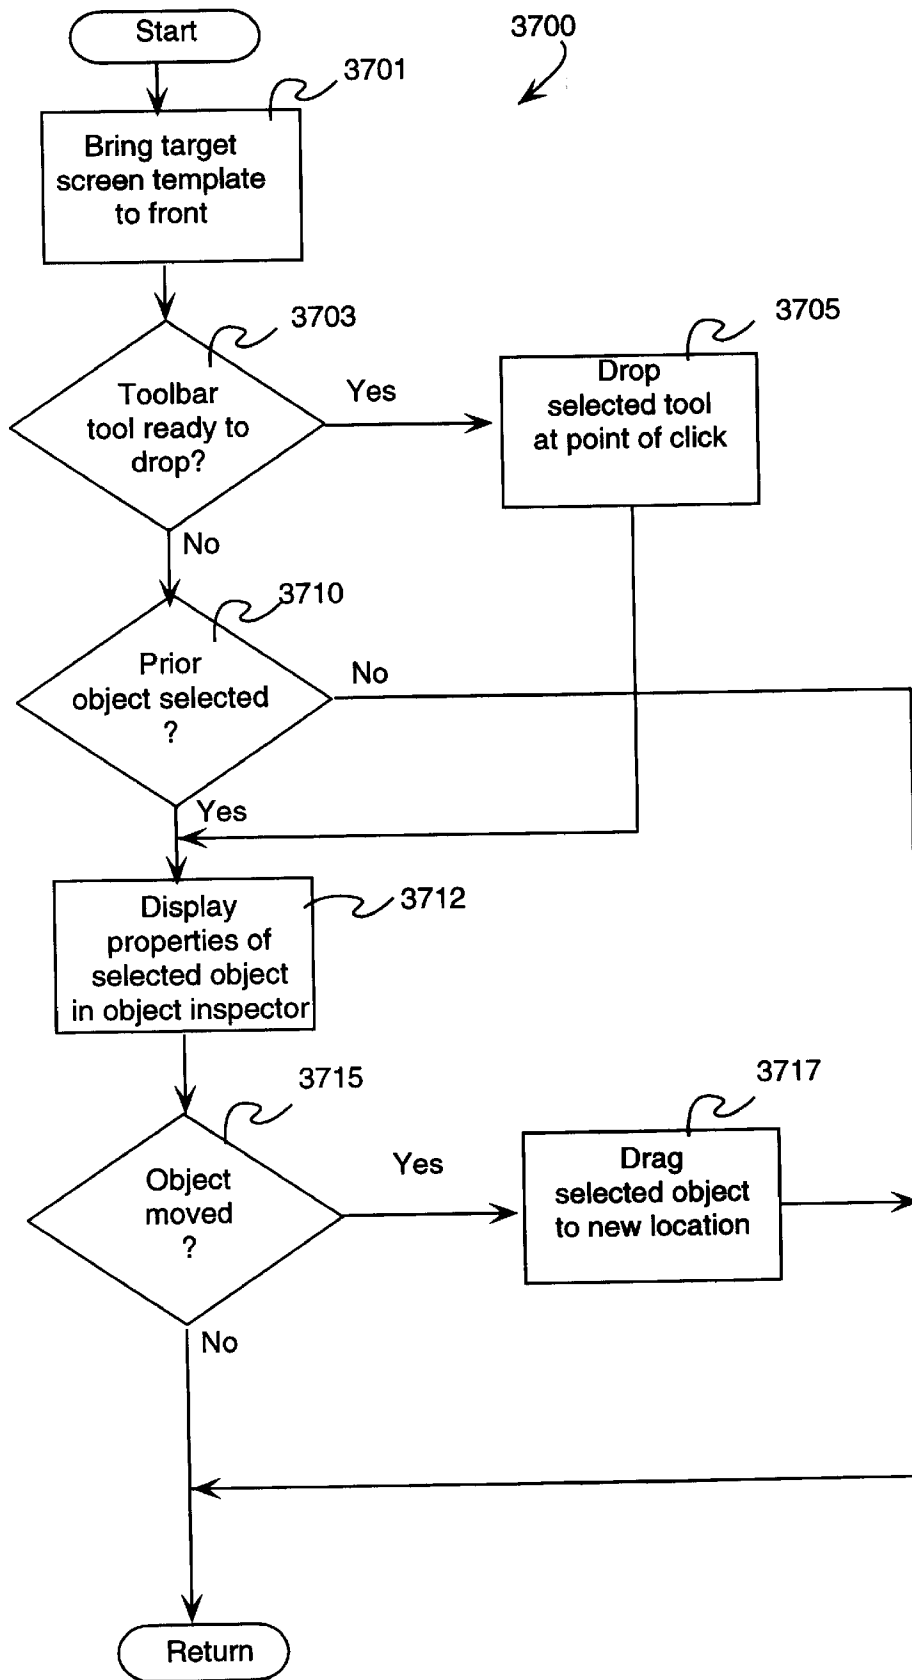 Start
3700
3701
Bring target
screen template
to front
3703
3705
Toolbar
tool ready to
drop?
Yes
Drop
selected tool
at point of click
No
3710
Prior
object selected
?
No
Yes
3712
Display
properties of
selected object
in object inspector
3715
3717
Object
moved
?
Yes
Drag
selected object
to new location
No
Return